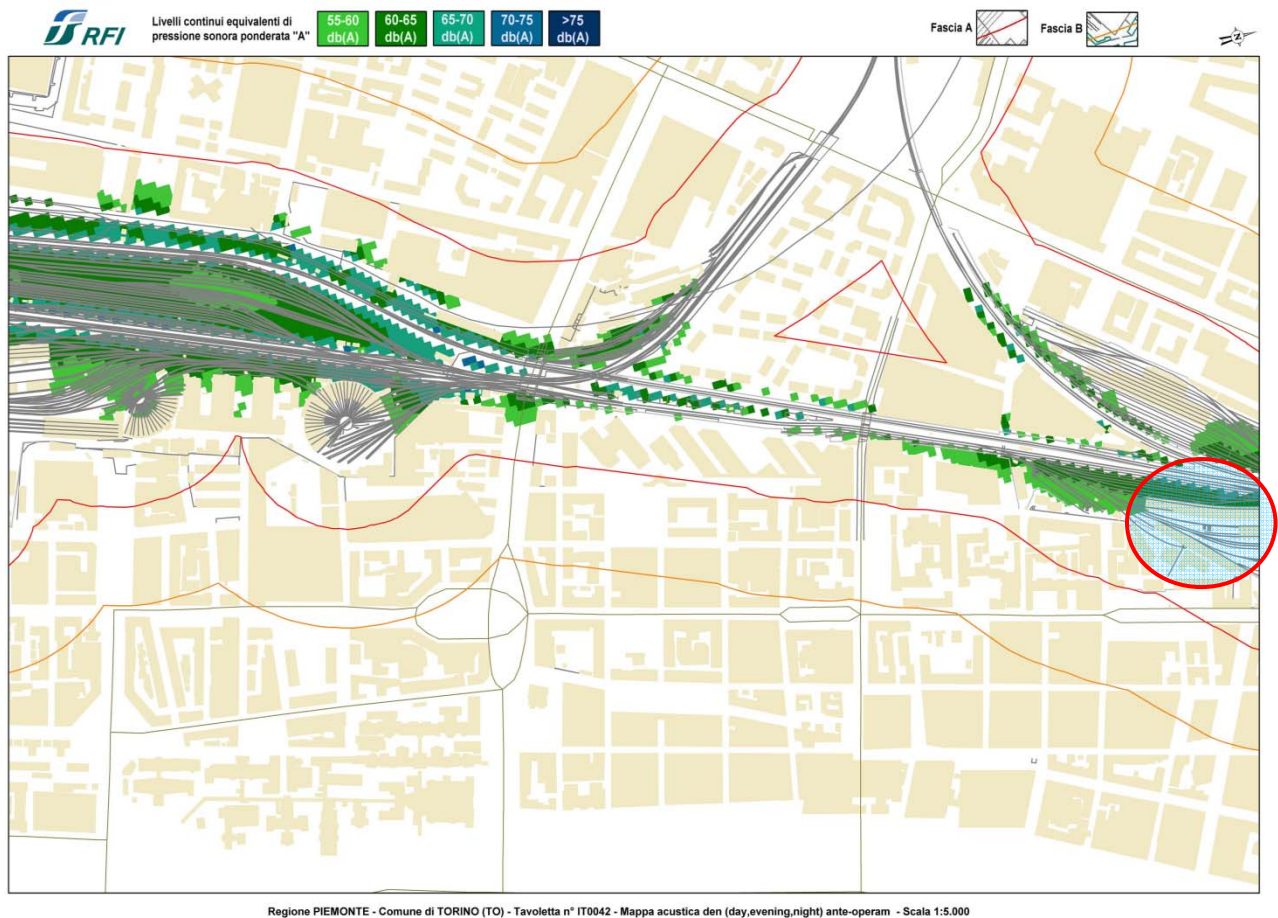 RFI
Livelli continui equivalenti di
pressione sonora ponderata "A"
55-60
db(A)
60-65
db(A)
65-70
db(A)
70-75
db(A)
>75
db(A)
Fascia A
Fascia B
N
Regione PIEMONTE - Comune di TORINO (TO) - Tavoletta n° IT0042 - Mappa acustica den (day,evening,night) ante-operam - Scala 1:5.000